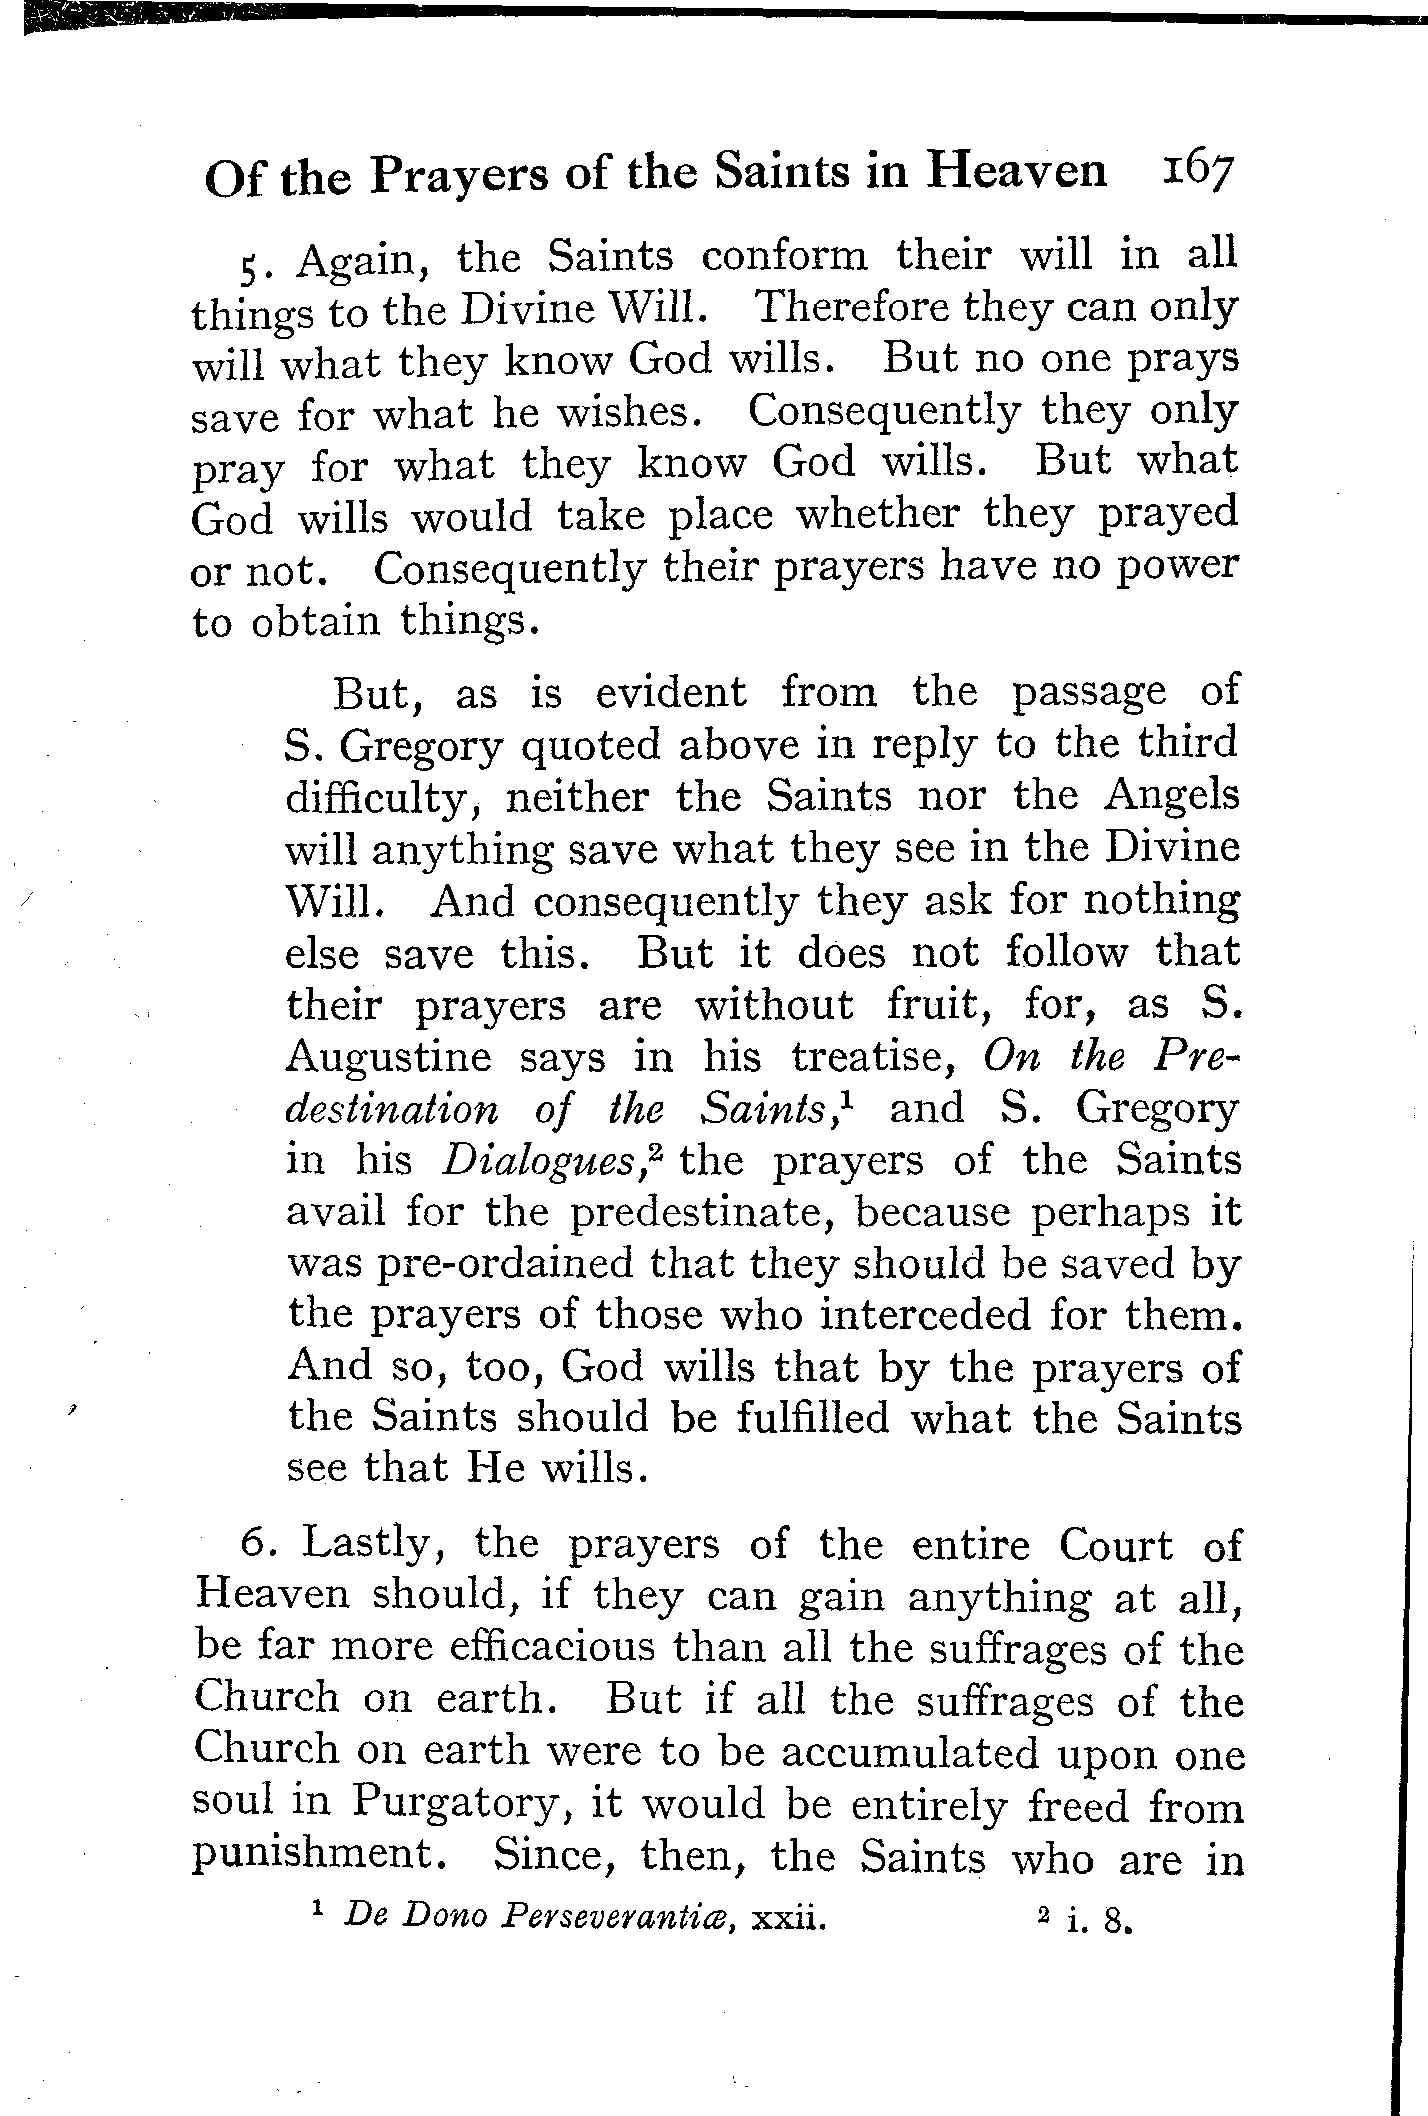 Of the Prayers of the Saints in Heaven 167
5. Again, the Saints conform their will in all
things to the Divine Will. Therefore they can only
will what they know God wills. But no one prays
save for what he wishes. Consequently they only
pray for what they know God wills. But what
God wills would take place whether they prayed
or not. Consequently their prayers have no power
to obtain things.
But, as is evident from the passage of
S. Gregory quoted above in reply to the third
difficulty, neither the Saints nor the Angels
will anything save what they see in the Divine
Will. And consequently they ask for nothing
else save this. But it does not follow that
their prayers are without fruit, for, as S.
Augustine says in his treatise, On the Pre-
destination of the Saints,¹ and S. Gregory
in his Dialogues,² the prayers of the Saints
avail for the predestinate, because perhaps it
was pre-ordained that they should be saved by
the prayers of those who interceded for them.
And so, too, God wills that by the prayers of
the Saints should be fulfilled what the Saints
see that He wills.
6. Lastly, the prayers of the entire Court of
Heaven should, if they can gain anything at all,
be far more efficacious than all the suffrages of the
Church on earth. But if all the suffrages of the
Church on earth were to be accumulated upon one
soul in Purgatory, it would be entirely freed from
punishment. Since, then, the Saints who are in
¹ De Dono Perseverantiæ, xxii. ² i. 8.